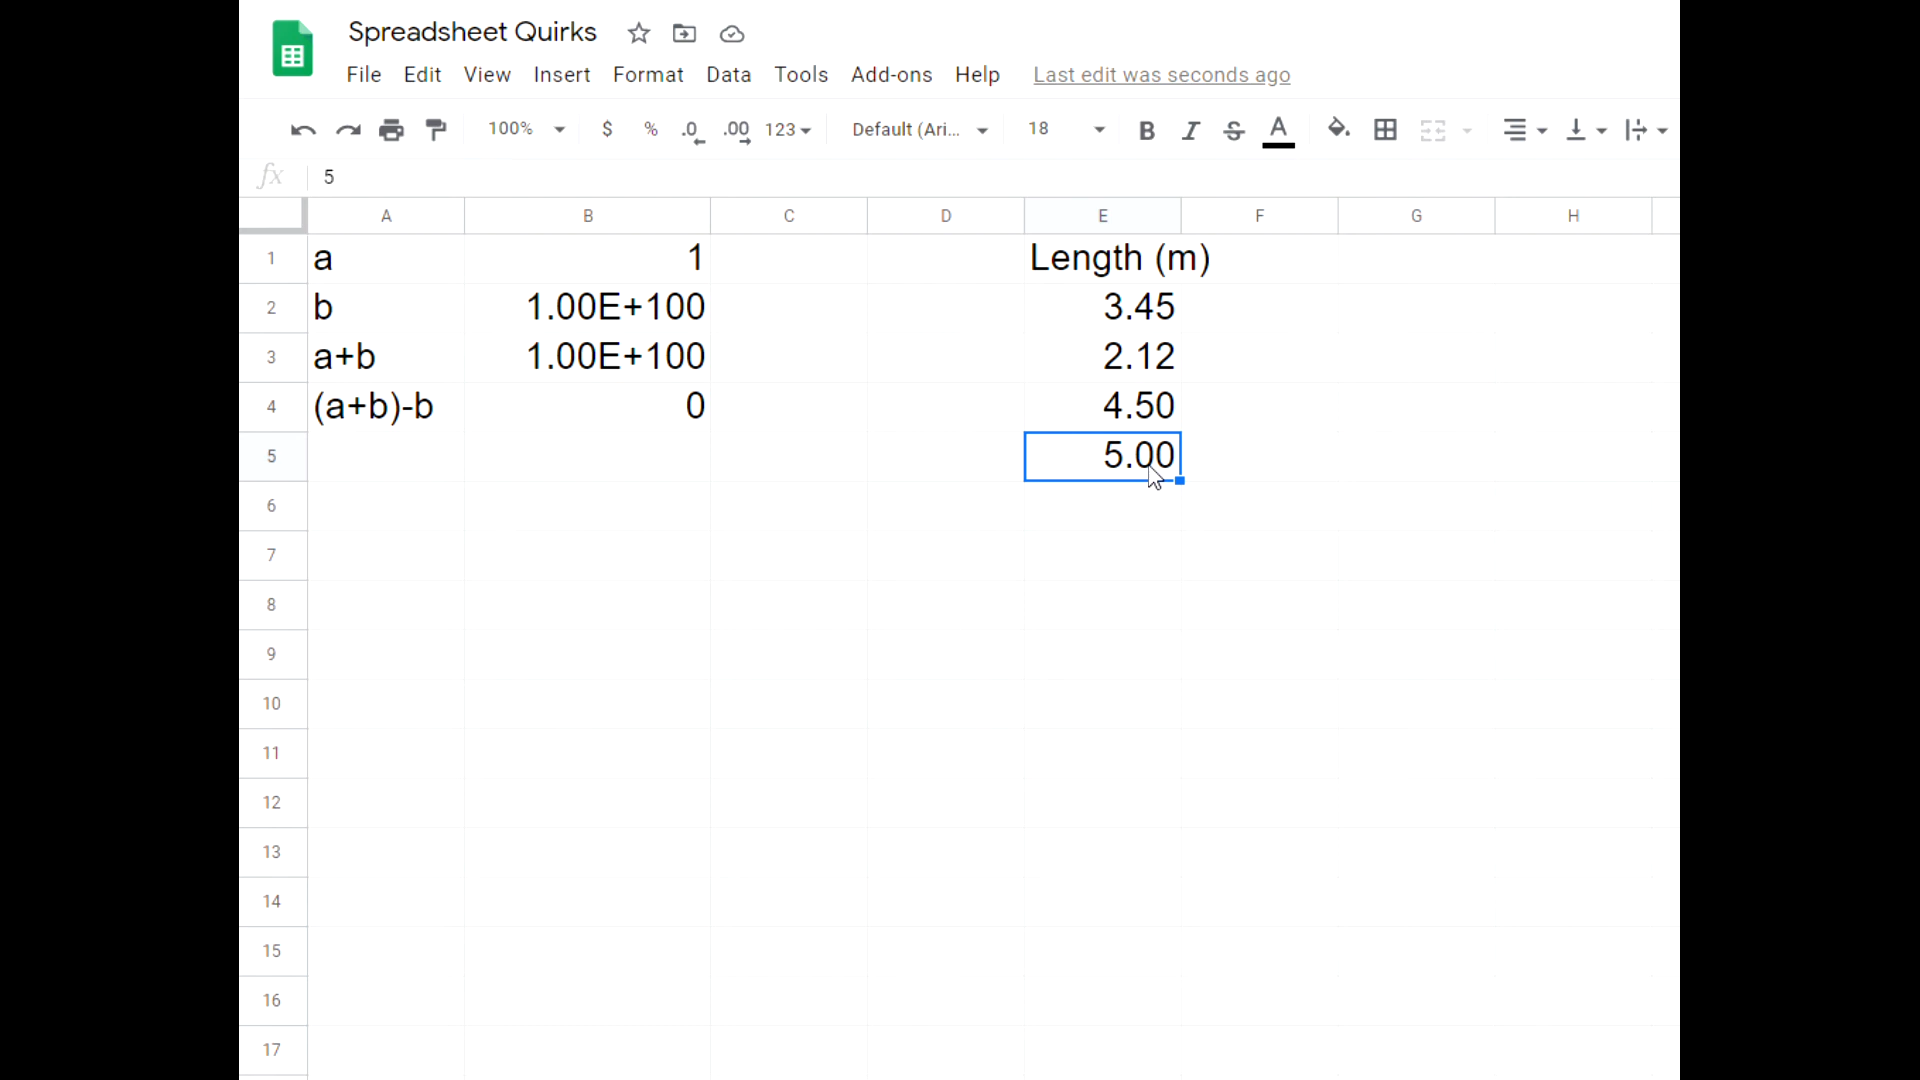 Spreadsheet Quirks
File Edit View Insert Format Data Tools Add-ons Help Last edit was seconds ago
100% $ % .0 .00 123 Default (Ari... 18 B I S A
fx 5
A B C D E F G H
1 a 1 Length (m)
2 b 1.00E+100 3.45
3 a+b 1.00E+100 2.12
4 (a+b)-b 0 4.50
5 5.00
6
7
8
9
10
11
12
13
14
15
16
17